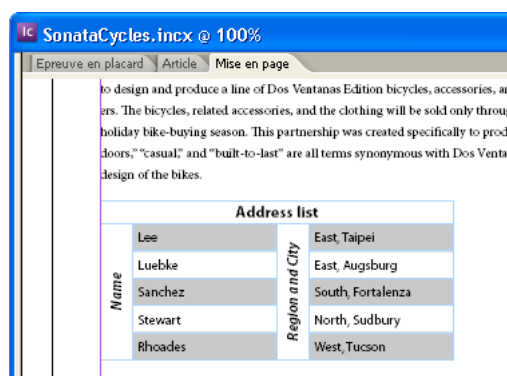 Ic SonataCycles.incx @ 100%
Epreuve en placard Article Mise en page
to design and produce a line of Dos Ventanas Edition bicycles, accessories,
ers. The bicycles, related accessories, and the clothing will be sold only
holiday bike-buying season. This partnership was created specifically to
doors," "casual," and "built-to-last" are all terms synonymous with Dos
design of the bikes.
Address list
Name
Lee
Luebke
Sanchez
Stewart
Rhoades
Region and City
East, Taipei
East, Augsburg
South, Fortalenza
North, Sudbury
West, Tucson